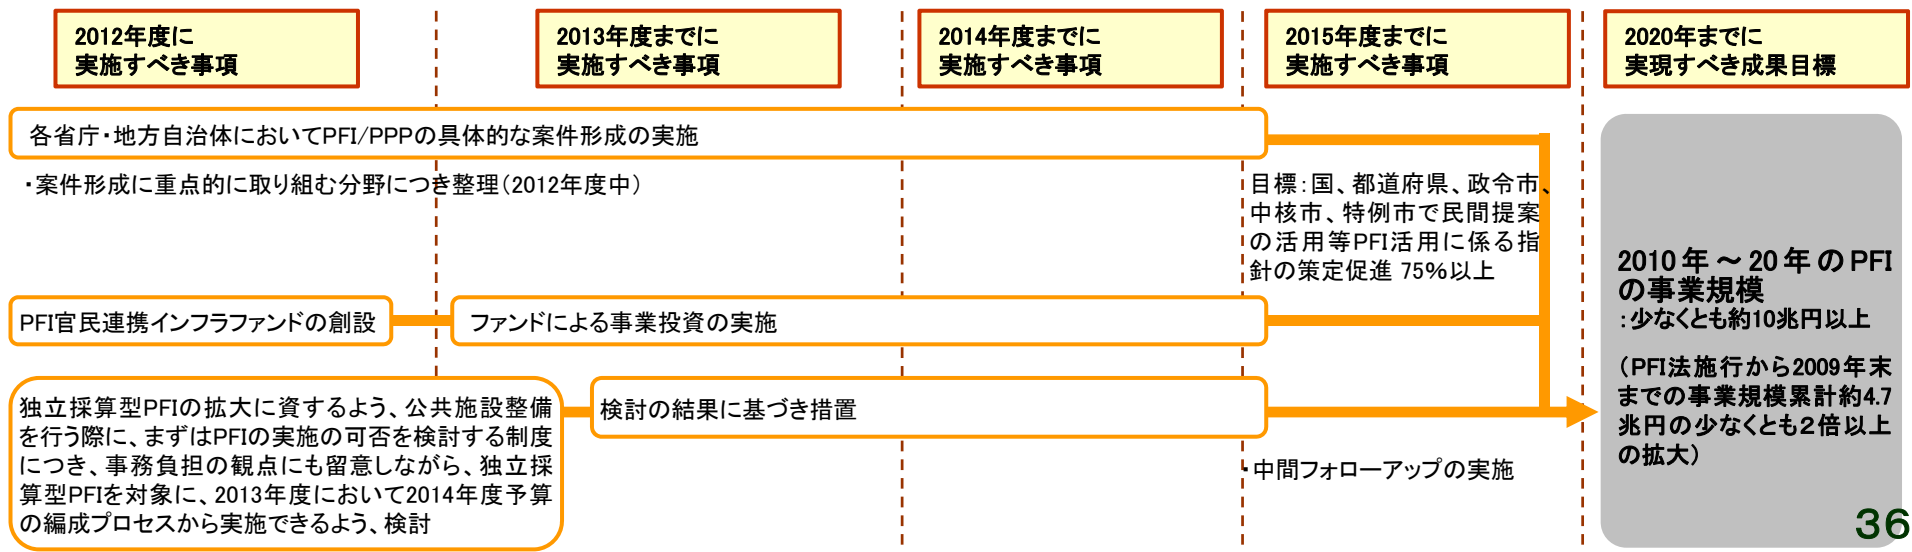 2012年度に
実施すべき事項
2013年度までに
実施すべき事項
2014年度までに
実施すべき事項
2015年度までに
実施すべき事項
2020年までに
実現すべき成果目標
各省庁・地方自治体においてPFI/PPPの具体的な案件形成の実施
・案件形成に重点的に取り組む分野につき整理(2012年度中)
目標:国、都道府県、政令市、
中核市、特例市で民間提案
の活用等PFI活用に係る指
針の策定促進 75%以上
PFI官民連携インフラファンドの創設
ファンドによる事業投資の実施
独立採算型PFIの拡大に資するよう、公共施設整備
を行う際に、まずはPFIの実施の可否を検討する制度
につき、事務負担の観点にも留意しながら、独立採
算型PFIを対象に、2013年度において2014年度予算
の編成プロセスから実施できるよう、検討
検討の結果に基づき措置
・中間フォローアップの実施
2010年~20年のPFI
の事業規模
:少なくとも約10兆円以上
(PFI法施行から2009年末
までの事業規模累計約4.7
兆円の少なくとも2倍以上
の拡大)
36